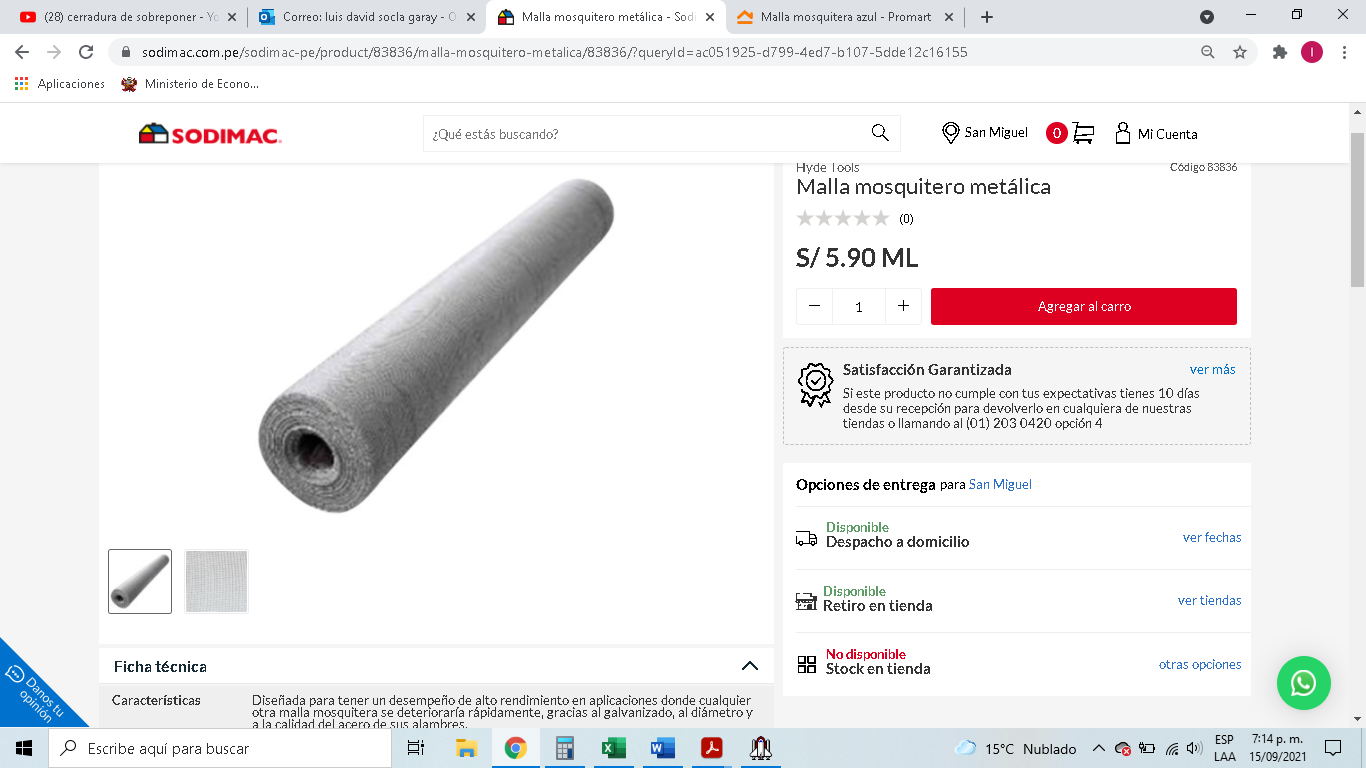 (28) cerradura de sobreponer - Yo
Correo: luis david socla garay - O
Malla mosquitero metálica - Sodi
Malla mosquitera azul - Promart
sodimac.com.pe/sodimac-pe/product/83836/malla-mosquitero-metalica/83836/?queryId=ac051925-d799-4ed7-b107-5dde12c16155
I
Aplicaciones
Ministerio de Econo...
SODIMAC
¿Qué estás buscando?
San Miguel
0
Mi Cuenta
Hyde Tools
Código 83836
Malla mosquitero metálica
(0)
S/ 5.90 ML
1
Agregar al carro
Satisfacción Garantizada
ver más
Si este producto no cumple con tus expectativas tienes 10 días
desde su recepción para devolverlo en cualquiera de nuestras
tiendas o llamando al (01) 203 0420 opción 4
Opciones de entrega para San Miguel
Disponible
Despacho a domicilio
ver fechas
Disponible
Retiro en tienda
ver tiendas
No disponible
Stock en tienda
otras opciones
Ficha técnica
Características
Diseñada para tener un desempeño de alto rendimiento en aplicaciones donde cualquier
otra malla mosquitera se deterioraría rápidamente, gracias al galvanizado, al diámetro y
a la calidad del acero de sus alambres.
Danos tu
opinión
Escribe aquí para buscar
15°C Nublado
ESP
LAA
7:14 p. m.
15/09/2021